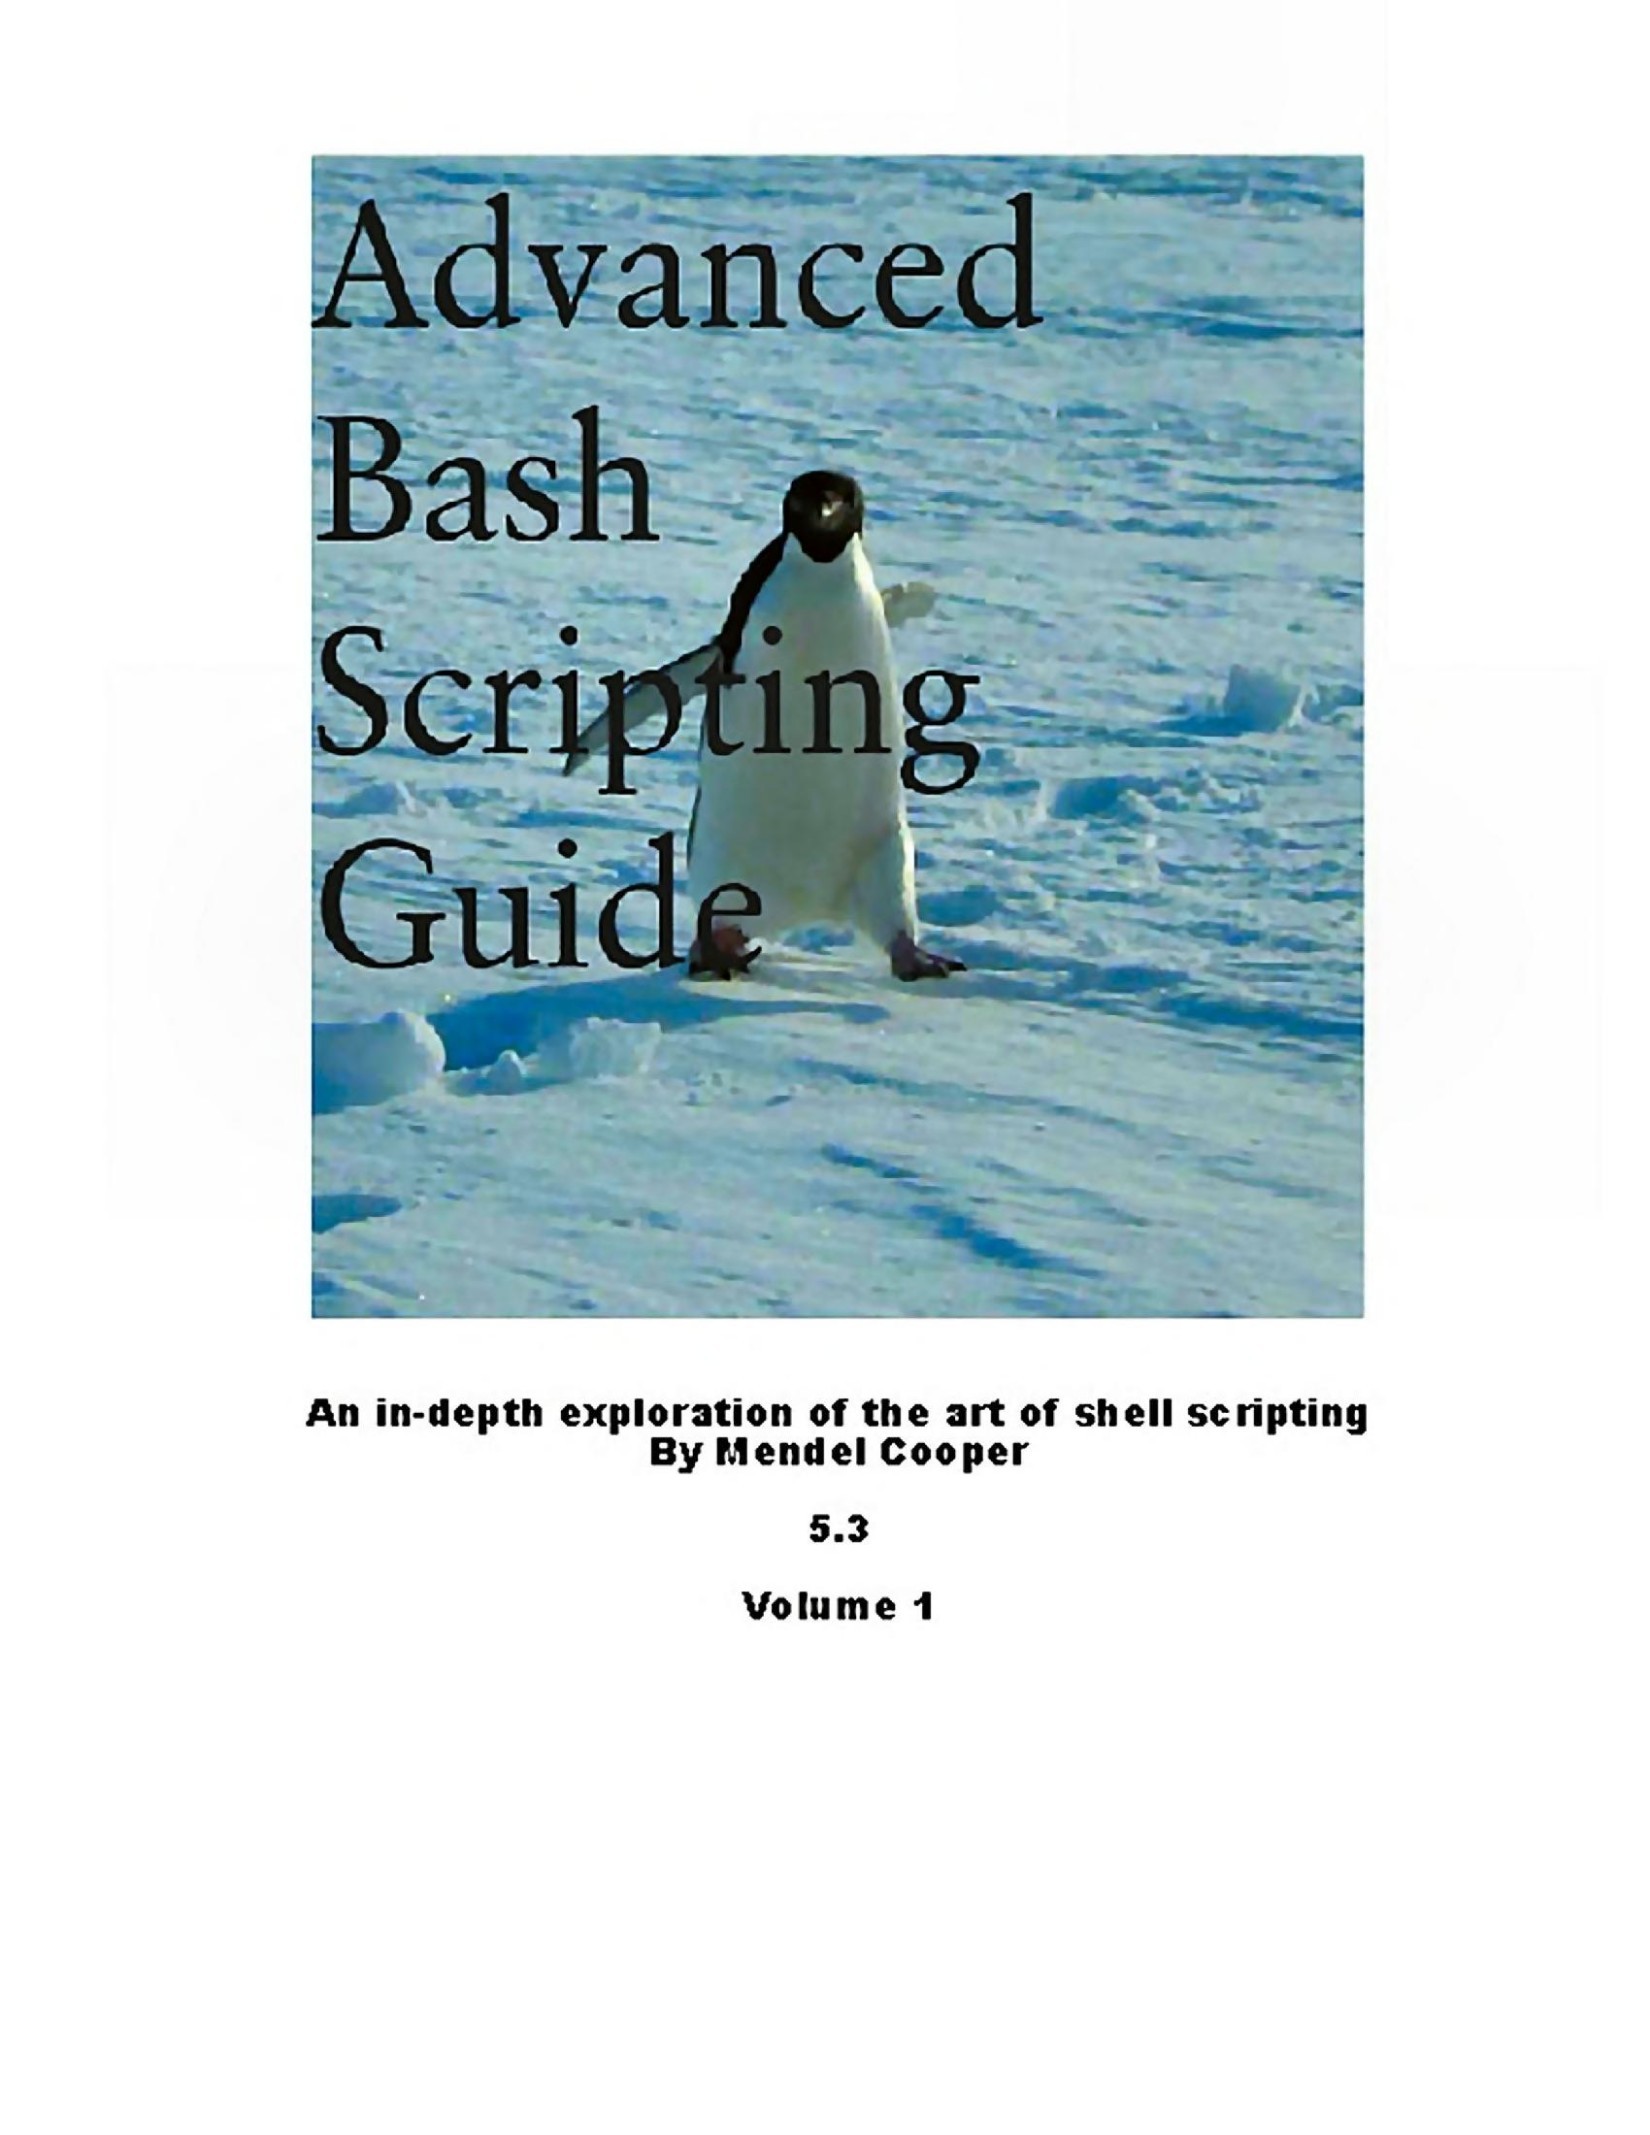 Advanced
Bash
Scripting
Guide
An in-depth exploration of the art of shell scripting
By Mendel Cooper
5.3
Volume 1